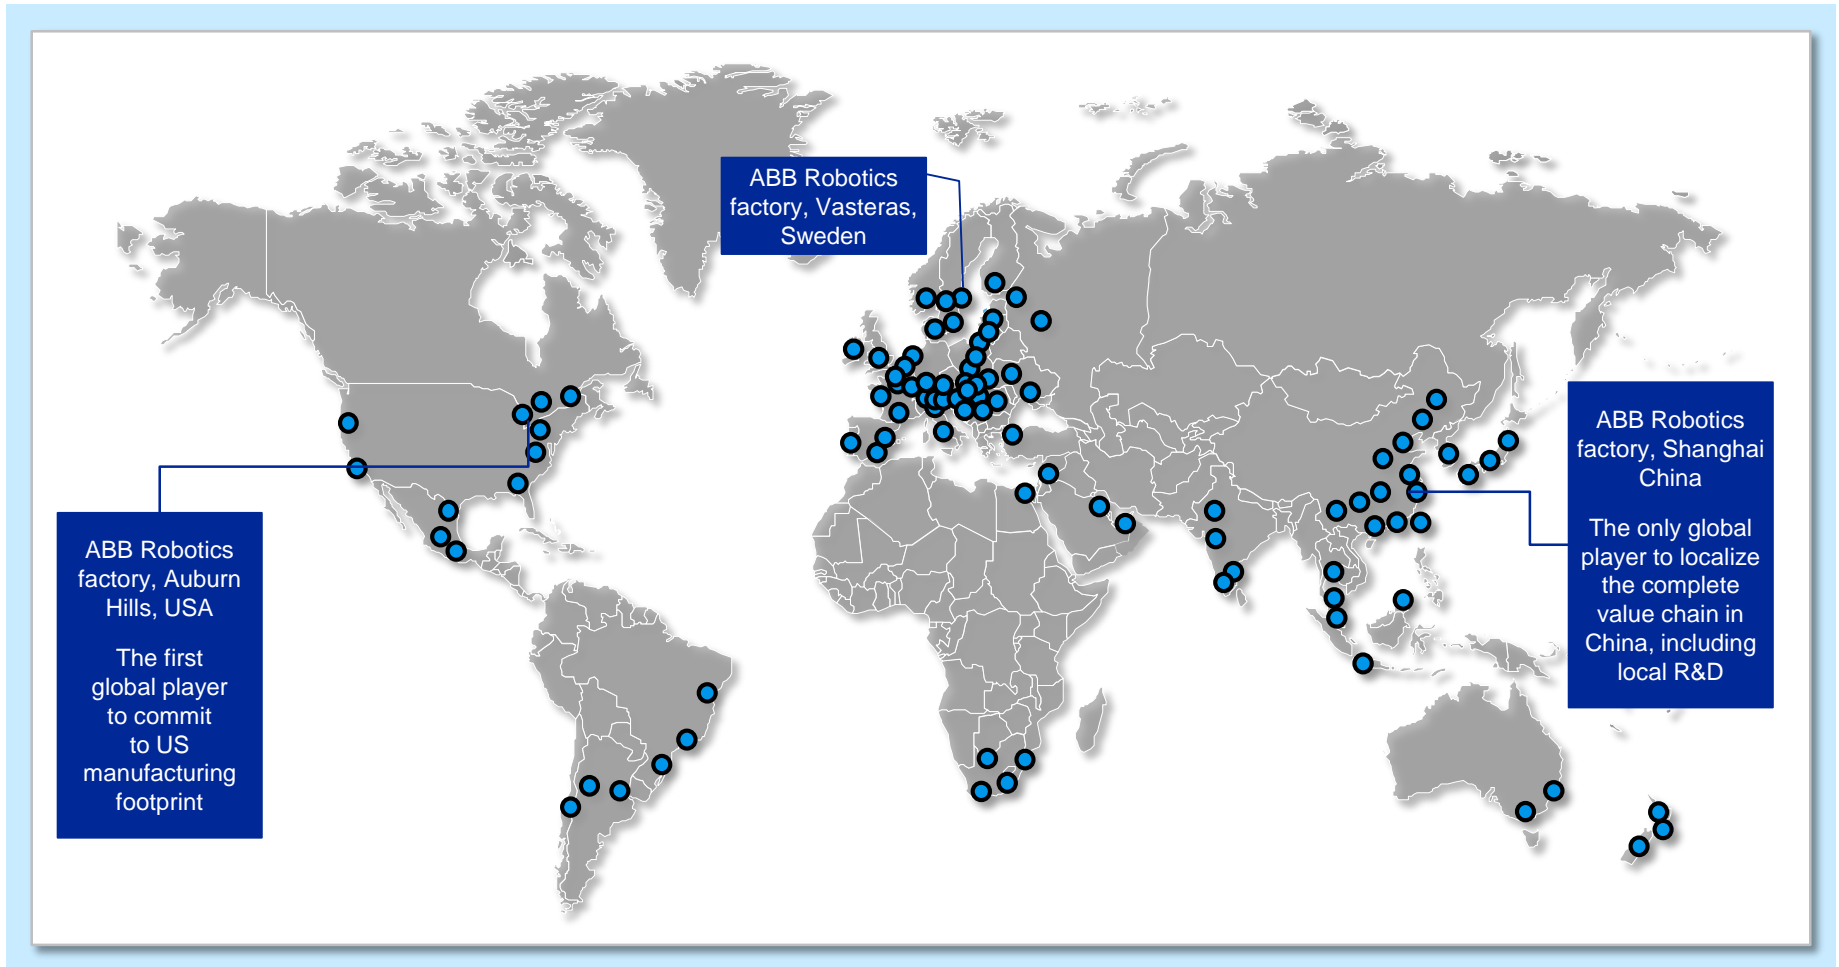 ABB Robotics
factory, Vasteras,
Sweden
ABB Robotics
factory, Auburn
Hills, USA
The first
global player
to commit
to US
manufacturing
footprint
ABB Robotics
factory, Shanghai
China
The only global
player to localize
the complete
value chain in
China, including
local R&D